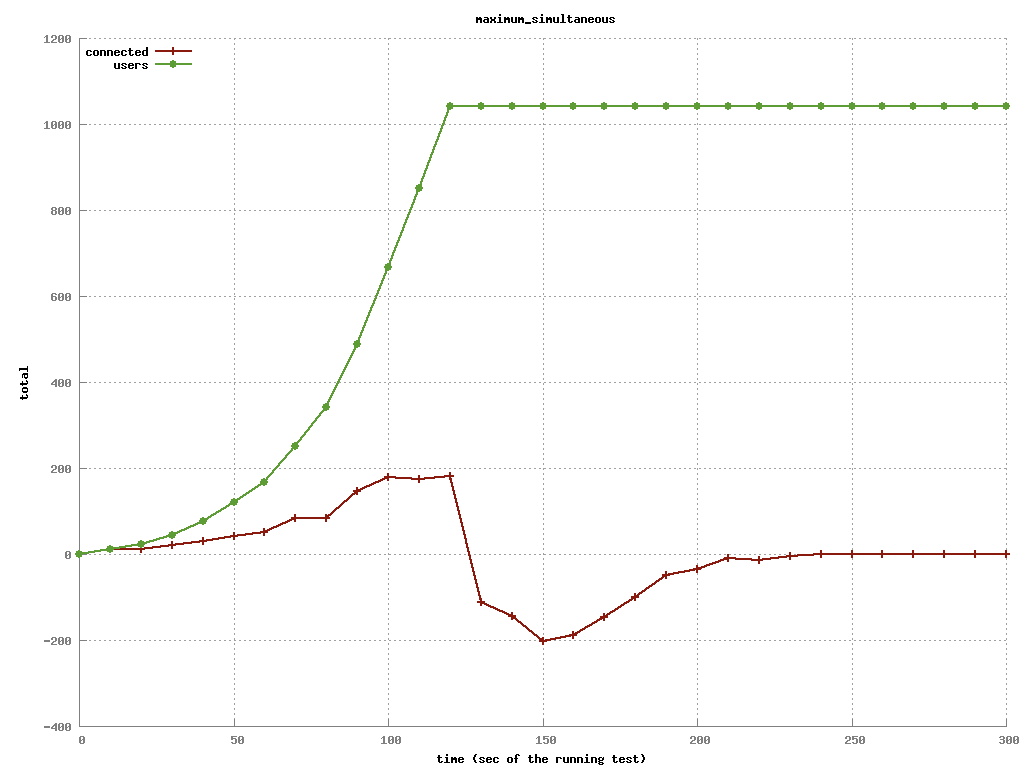 maximum_simultaneous
1200
connected
users
1000
800
600
total
400
200
0
-200
-400
0 50 100 150 200 250 300
time (sec of the running test)